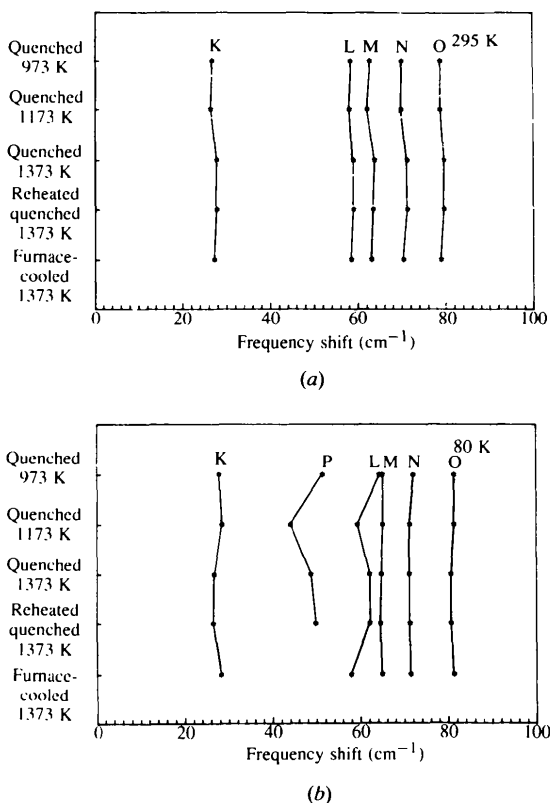 K L M N O 295 K
Quenched
973 K
Quenched
1173 K
Quenched
1373 K
Reheated
quenched
1373 K
Furnace-
cooled
1373 K
0 20 40 60 80 100
Frequency shift (cm⁻¹)
(a)
K P L M N O 80 K
Quenched
973 K
Quenched
1173 K
Quenched
1373 K
Reheated
quenched
1373 K
Furnace-
cooled
1373 K
0 20 40 60 80 100
Frequency shift (cm⁻¹)
(b)